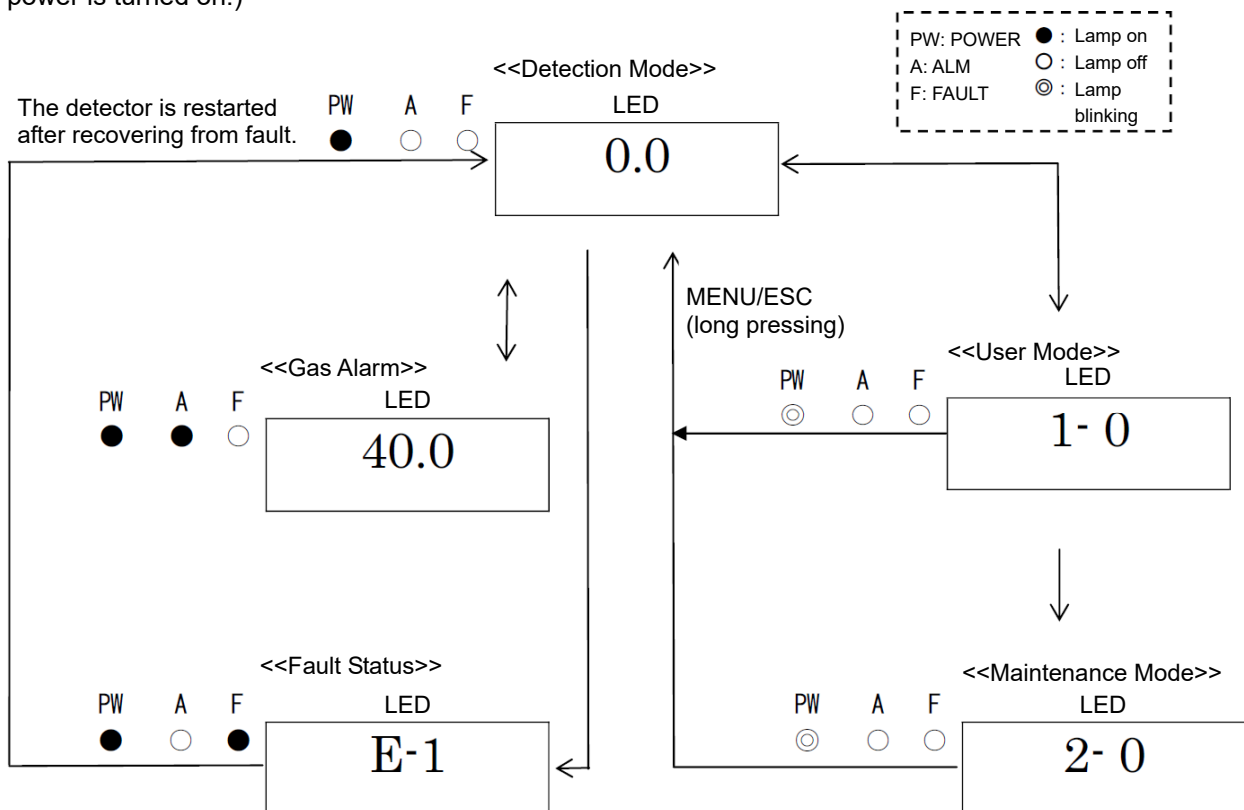 power is turned on.)
PW: POWER ● : Lamp on
A: ALM ○ : Lamp off
F: FAULT ◎ : Lamp
blinking
<<Detection Mode>>
The detector is restarted
after recovering from fault.
PW A F
LED
0.0
MENU/ESC
(long pressing)
<<Gas Alarm>>
PW A F
LED
40.0
<<User Mode>>
PW A F
LED
1- 0
<<Fault Status>>
PW A F
LED
E-1
<<Maintenance Mode>>
PW A F
LED
2- 0